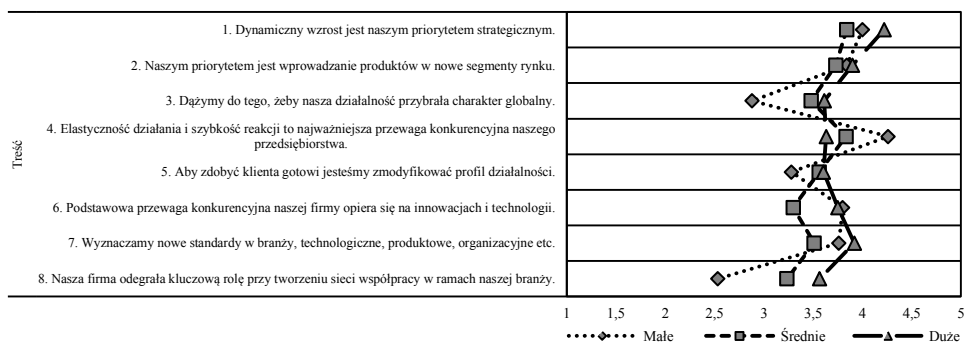 Treść
1. Dynamiczny wzrost jest naszym priorytetem strategicznym.
2. Naszym priorytetem jest wprowadzanie produktów w nowe segmenty rynku.
3. Dążymy do tego, żeby nasza działalność przybrała charakter globalny.
4. Elastyczność działania i szybkość reakcji to najważniejsza przewaga konkurencyjna naszego
przedsiębiorstwa.
5. Aby zdobyć klienta gotowi jesteśmy zmodyfikować profil działalności.
6. Podstawowa przewaga konkurencyjna naszej firmy opiera się na innowacjach i technologii.
7. Wyznaczamy nowe standardy w branży, technologiczne, produktowe, organizacyjne etc.
8. Nasza firma odegrała kluczową rolę przy tworzeniu sieci współpracy w ramach naszej branży.
1 1,5 2 2,5 3 3,5 4 4,5 5
Małe Średnie Duże